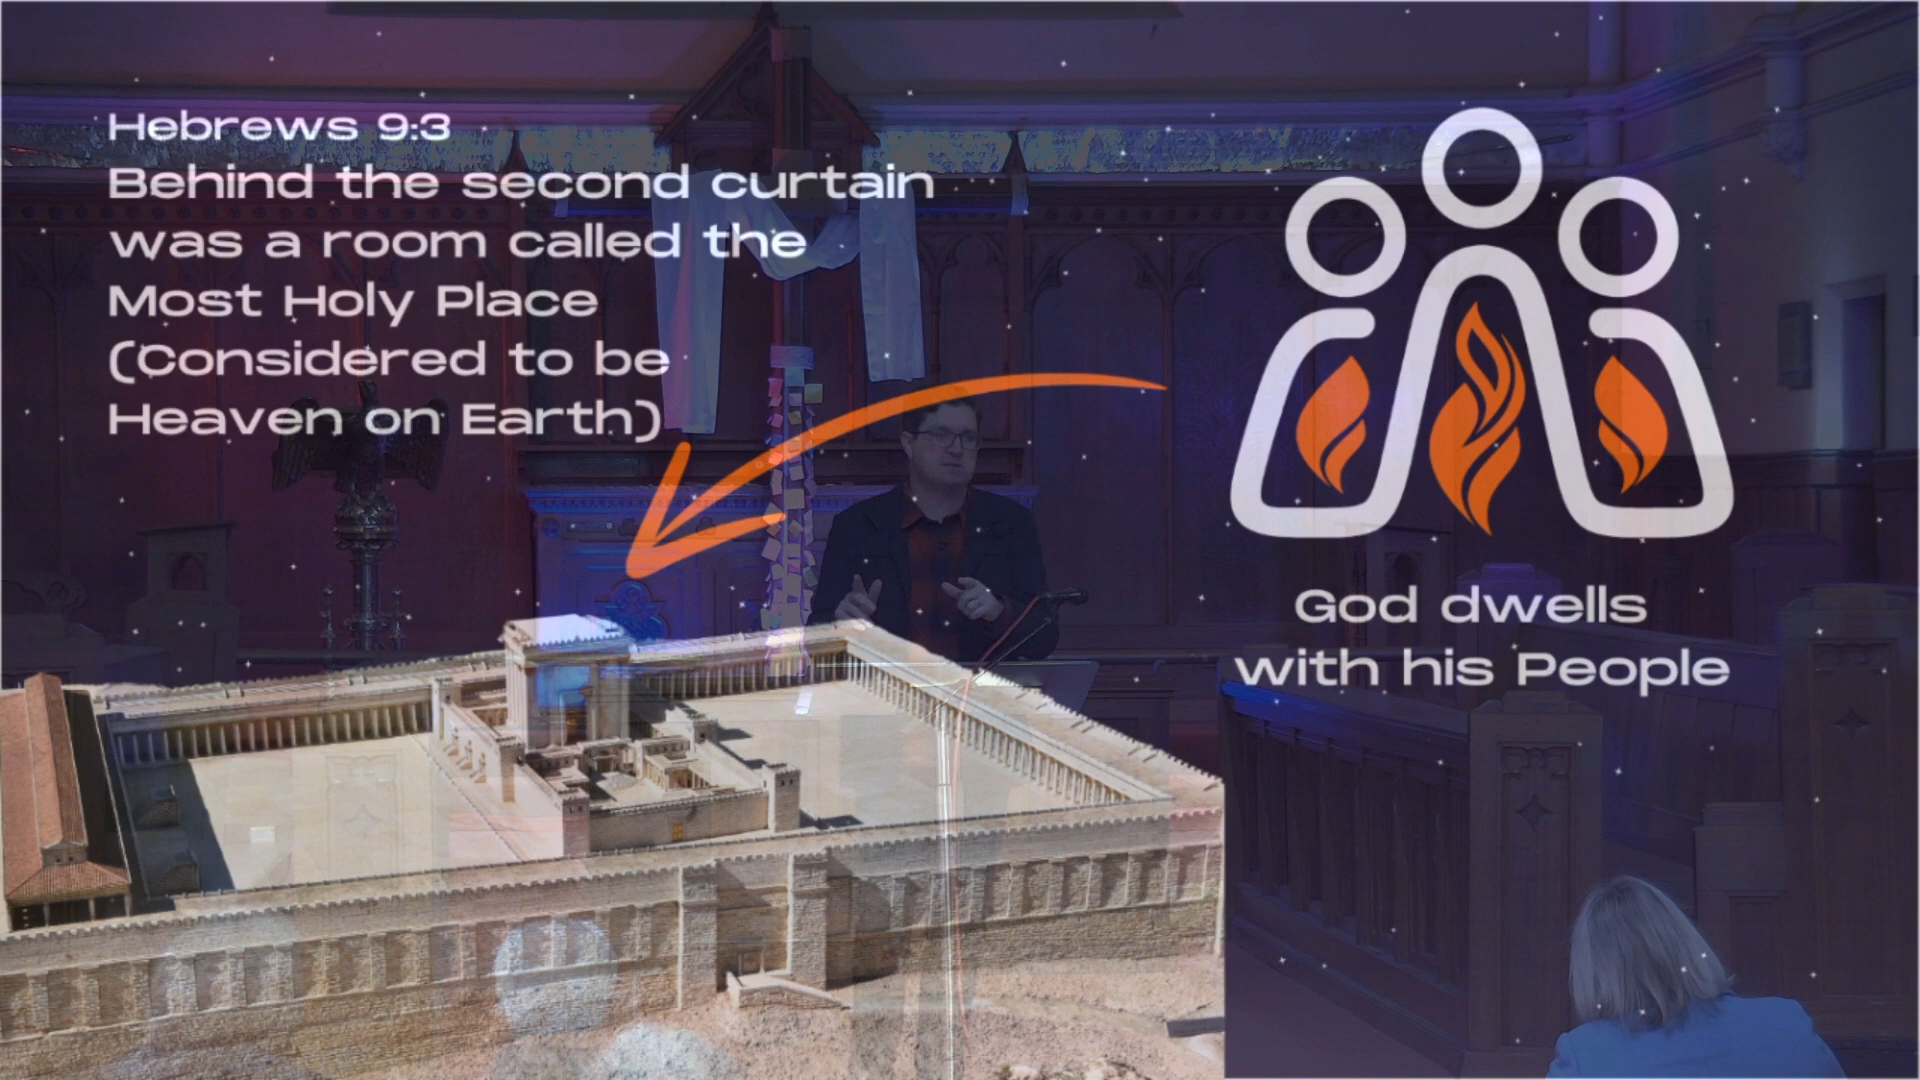 Hebrews 9:3
Behind the second curtain
was a room called the
Most Holy Place
(Considered to be
Heaven on Earth)
God dwells
with his People